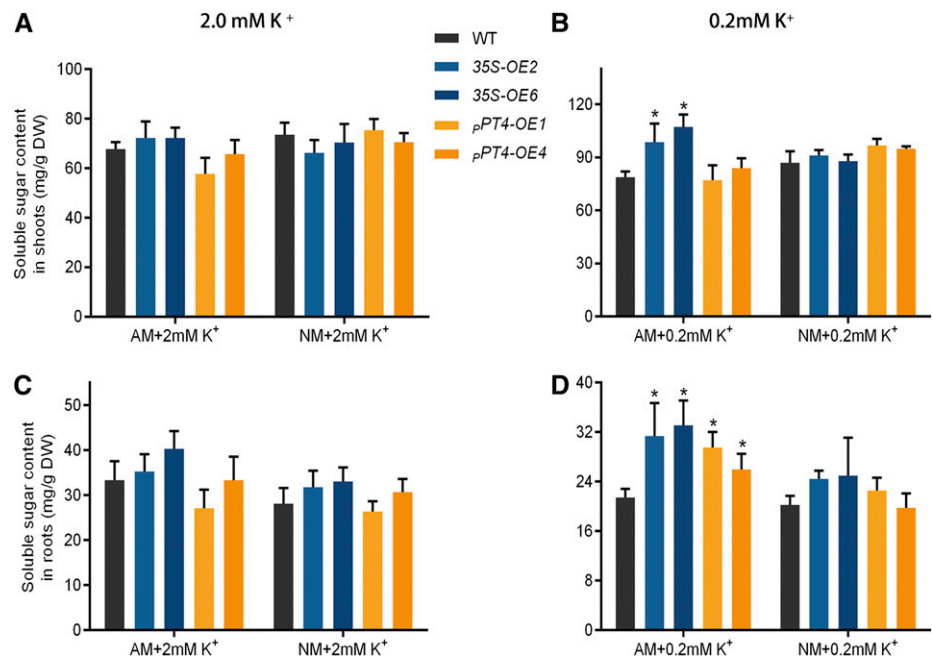 A
2.0 mM K+
B
0.2mM K+
WT
35S-OE2
35S-OE6
pPT4-OE1
pPT4-OE4
Soluble sugar content
in shoots (mg/g DW)
100
80
60
40
20
0
AM+2mM K+
NM+2mM K+
120
90
60
30
0
* *
AM+0.2mM K+
NM+0.2mM K+
C
D
Soluble sugar content
in roots (mg/g DW)
50
40
30
20
10
0
AM+2mM K+
NM+2mM K+
40
32
24
16
8
0
* * * *
AM+0.2mM K+
NM+0.2mM K+